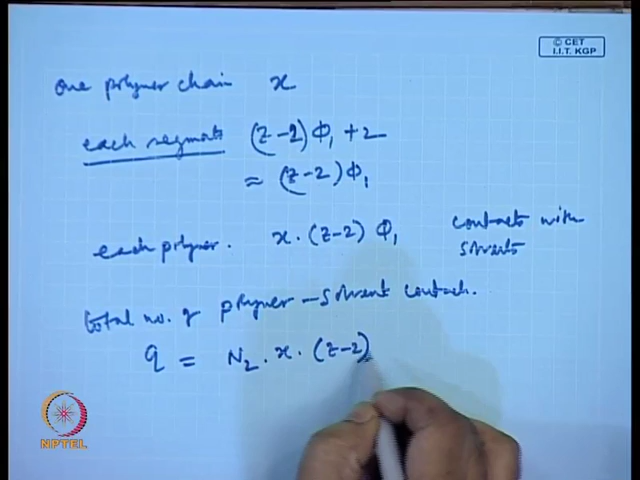 © CET
I.I.T. KGP
one polymer chain x
each segments (z-2)Φ₁ + 2
≈ (z-2)Φ₁
each polymer. x·(z-2) Φ₁ contacts with
solvents
total no. of polymer-solvent contacts.
q = N₂·x·(z-2)
NPTEL